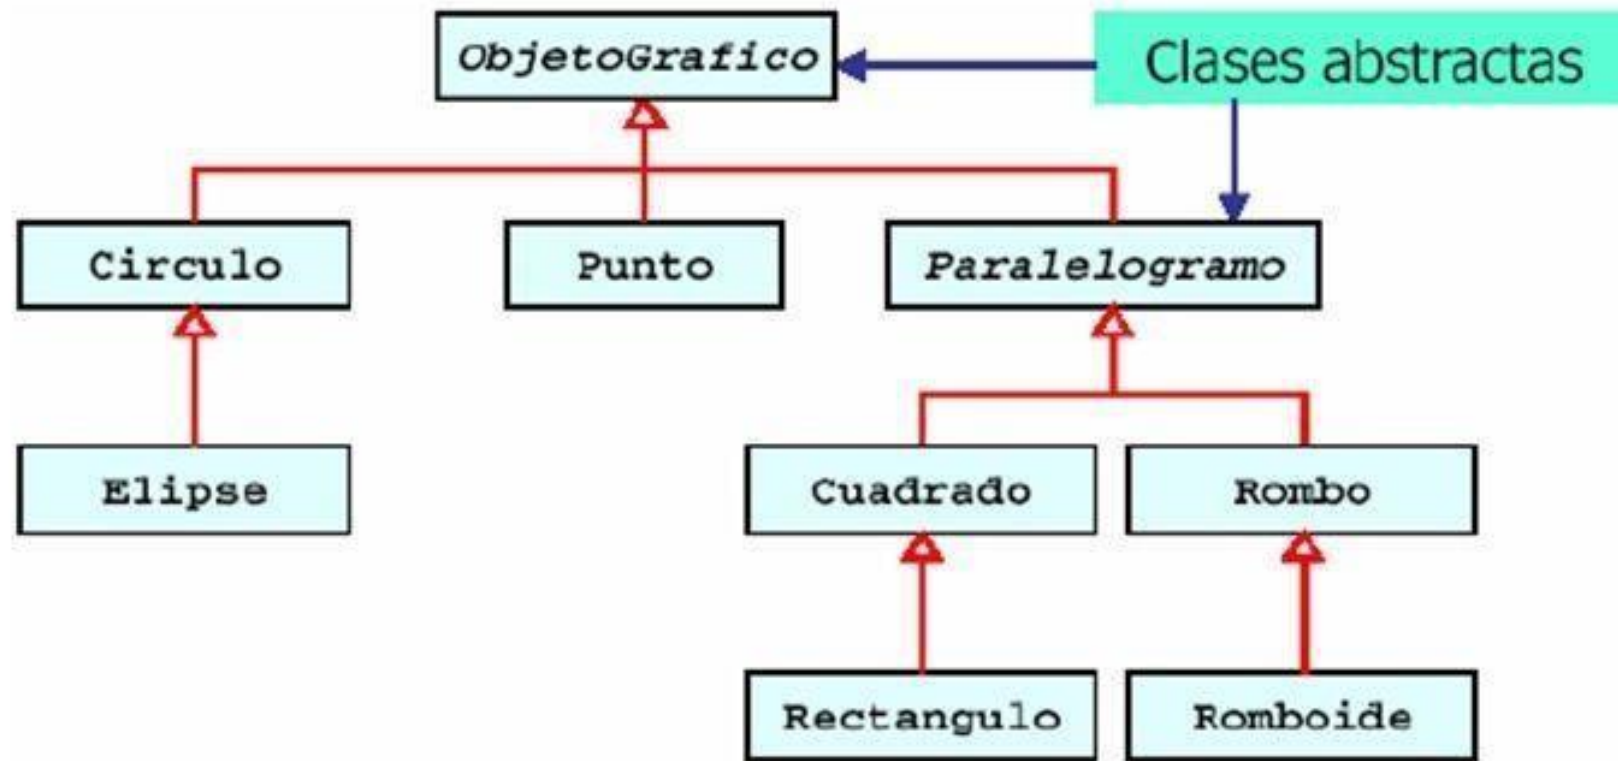 ObjetoGrafico
Clases abstractas
Circulo
Punto
Paralelogramo
Elipse
Cuadrado
Rombo
Rectangulo
Romboide